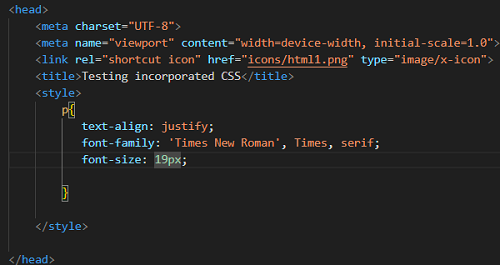 <head>
<meta charset="UTF-8">
<meta name="viewport" content="width=device-width, initial-scale=1.0">
<link rel="shortcut icon" href="icons/html1.png" type="image/x-icon">
<title>Testing incorporated CSS</title>
<style>
p{
text-align: justify;
font-family: 'Times New Roman', Times, serif;
font-size: 19px;
}
</style>
</head>